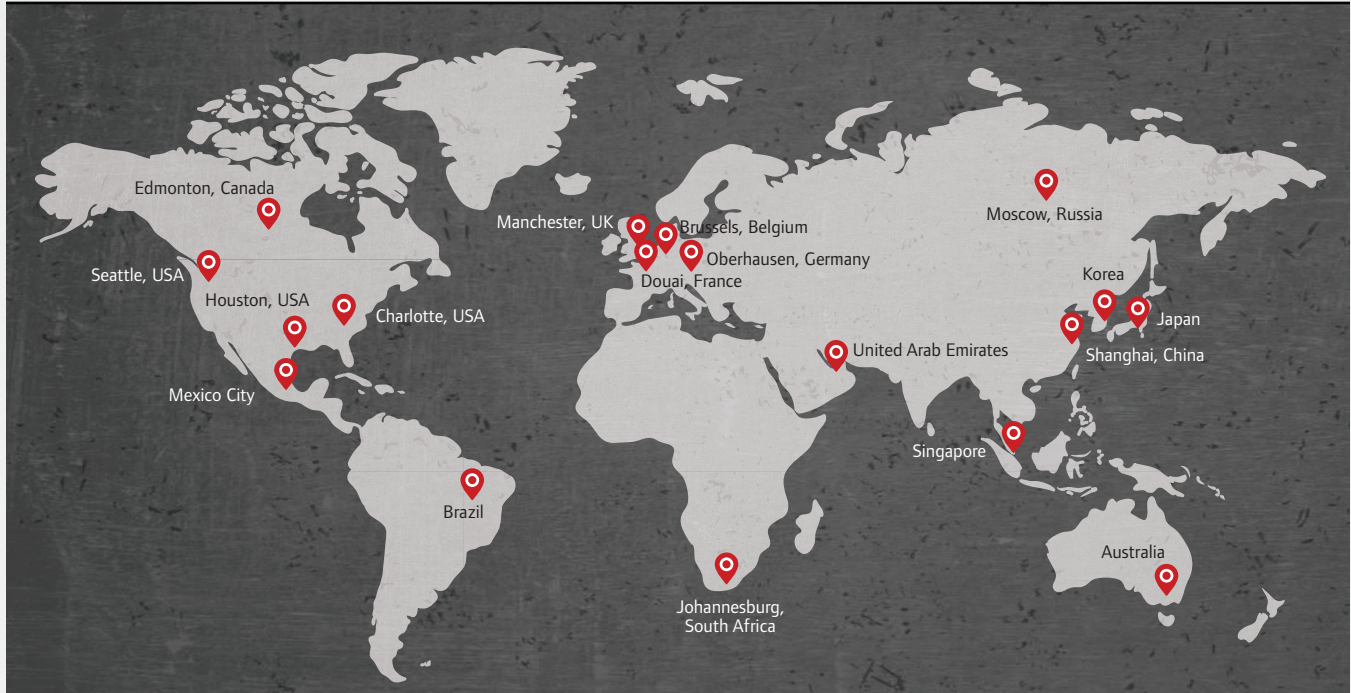 Edmonton, Canada
Seattle, USA
Houston, USA
Charlotte, USA
Mexico City
Brazil
Manchester, UK
Brussels, Belgium
Oberhausen, Germany
Douai, France
United Arab Emirates
Johannesburg,
South Africa
Moscow, Russia
Korea
Japan
Shanghai, China
Singapore
Australia